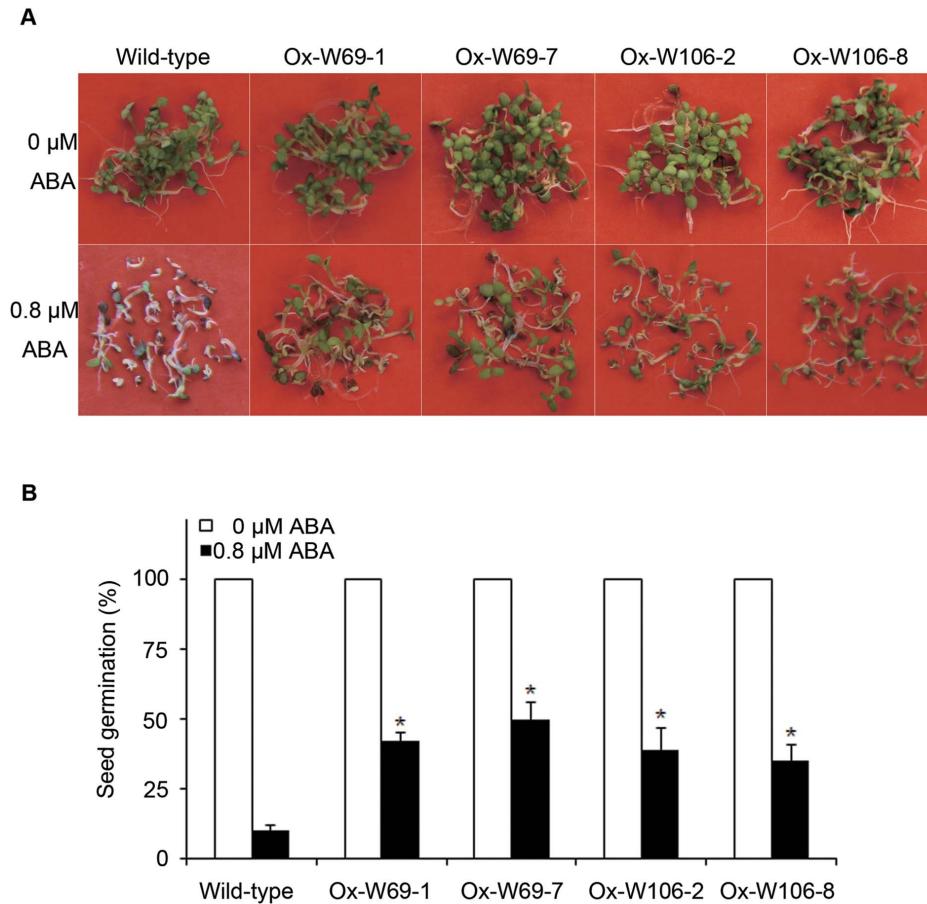 A
Wild-type Ox-W69-1 Ox-W69-7 Ox-W106-2 Ox-W106-8
0 µM
ABA
0.8 µM
ABA
B
0 µM ABA
0.8 µM ABA
Seed germination (%)
100
75
50
25
0
* * * *
Wild-type Ox-W69-1 Ox-W69-7 Ox-W106-2 Ox-W106-8